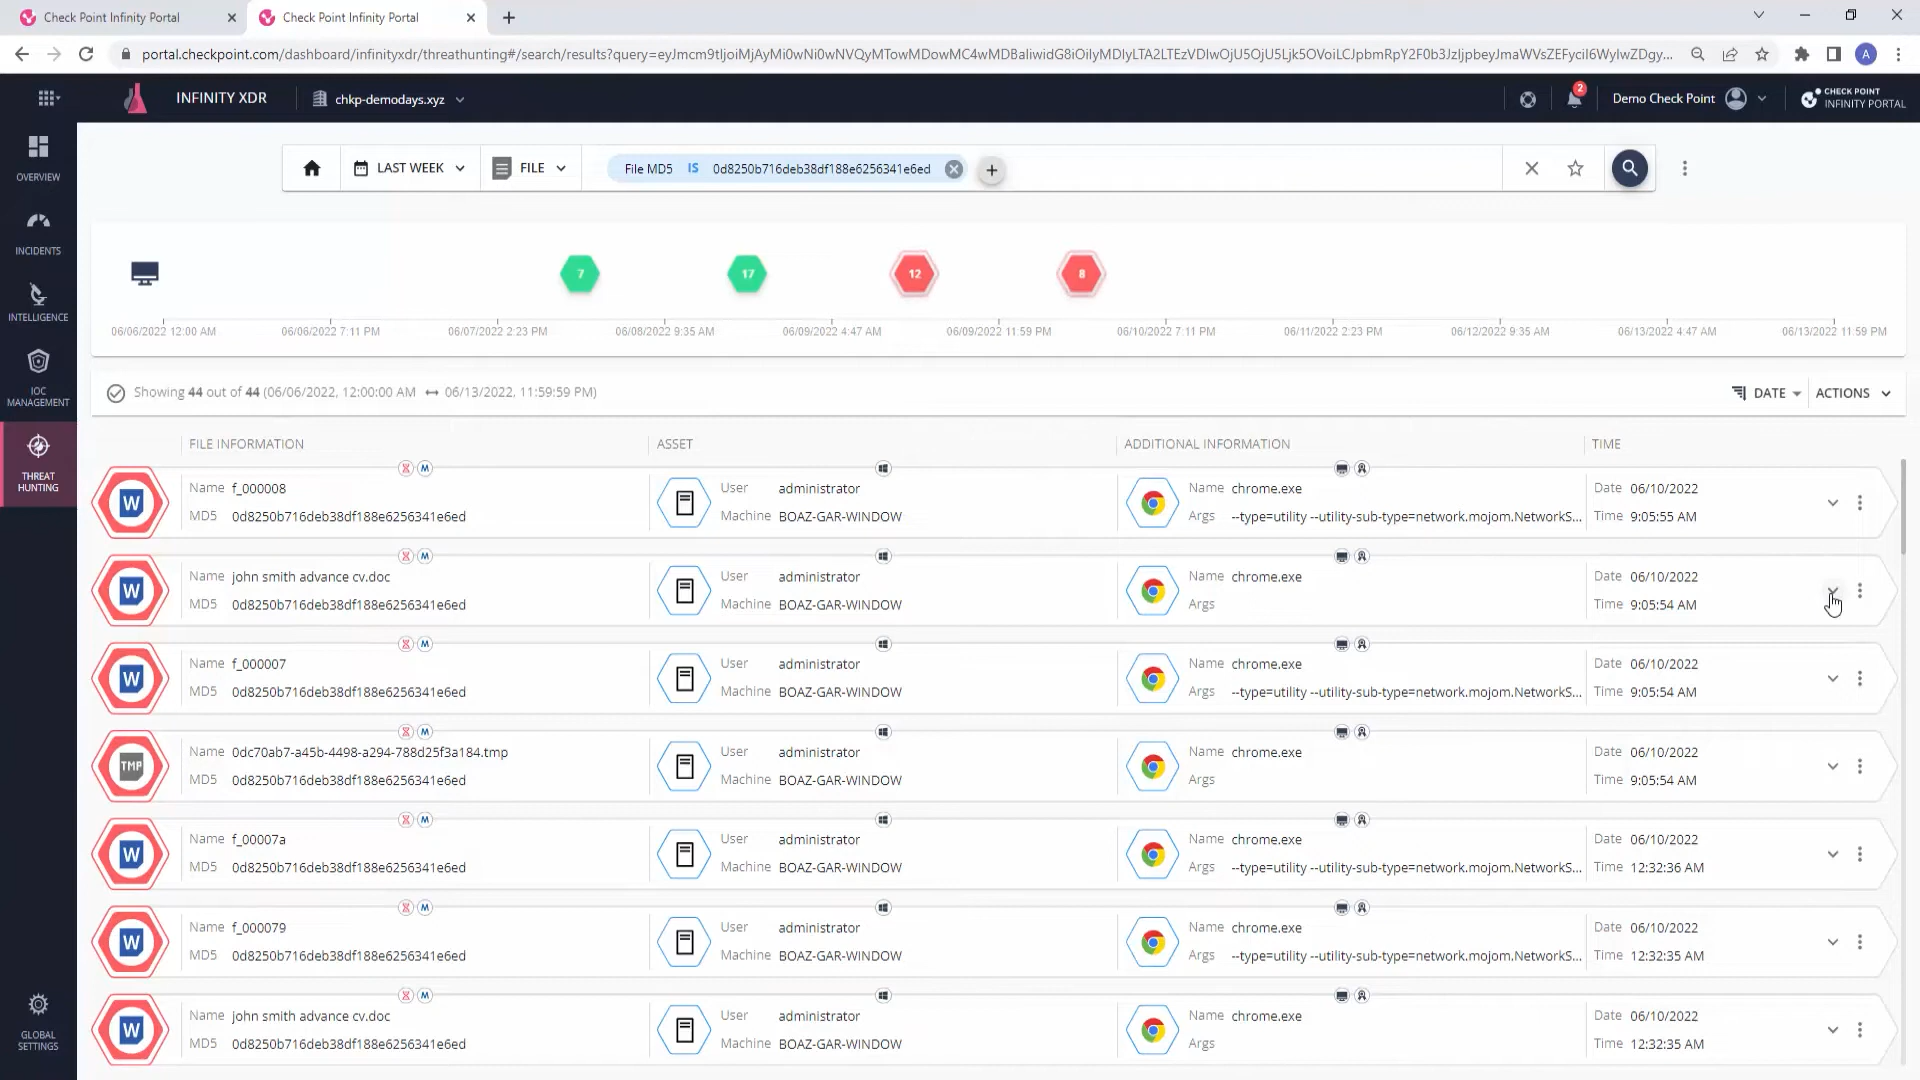 Check Point Infinity Portal
Check Point Infinity Portal
INFINITY XDR
chkp-demodays.xyz
2
Demo Check Point
CHECK POINT
INFINITY PORTAL
OVERVIEW
INCIDENTS
INTELLIGENCE
IOC
MANAGEMENT
THREAT
HUNTING
GLOBAL
SETTINGS
LAST WEEK
FILE
File MD5 IS 0d8250b716deb38df188e6256341e6ed
7
17
12
8
06/06/2022 12:00 AM
06/06/2022 7:11 PM
06/07/2022 2:23 PM
06/08/2022 9:35 AM
06/09/2022 4:47 AM
06/09/2022 11:59 PM
06/10/2022 7:11 PM
06/11/2022 2:23 PM
06/12/2022 9:35 AM
06/13/2022 4:47 AM
06/13/2022 11:59 PM
Showing 44 out of 44 (06/06/2022, 12:00:00 AM ↔ 06/13/2022, 11:59:59 PM)
DATE
ACTIONS
FILE INFORMATION
ASSET
ADDITIONAL INFORMATION
TIME
Name f_000008
MD5 0d8250b716deb38df188e6256341e6ed
User administrator
Machine BOAZ-GAR-WINDOW
Name chrome.exe
Args --type=utility --utility-sub-type=network.mojom.NetworkS...
Date 06/10/2022
Time 9:05:55 AM
Name john smith advance cv.doc
MD5 0d8250b716deb38df188e6256341e6ed
User administrator
Machine BOAZ-GAR-WINDOW
Name chrome.exe
Args
Date 06/10/2022
Time 9:05:54 AM
Name f_000007
MD5 0d8250b716deb38df188e6256341e6ed
User administrator
Machine BOAZ-GAR-WINDOW
Name chrome.exe
Args --type=utility --utility-sub-type=network.mojom.NetworkS...
Date 06/10/2022
Time 9:05:54 AM
TMP
Name 0dc70ab7-a45b-4498-a294-788d25f3a184.tmp
MD5 0d8250b716deb38df188e6256341e6ed
User administrator
Machine BOAZ-GAR-WINDOW
Name chrome.exe
Args
Date 06/10/2022
Time 9:05:54 AM
Name f_00007a
MD5 0d8250b716deb38df188e6256341e6ed
User administrator
Machine BOAZ-GAR-WINDOW
Name chrome.exe
Args --type=utility --utility-sub-type=network.mojom.NetworkS...
Date 06/10/2022
Time 12:32:36 AM
Name f_000079
MD5 0d8250b716deb38df188e6256341e6ed
User administrator
Machine BOAZ-GAR-WINDOW
Name chrome.exe
Args --type=utility --utility-sub-type=network.mojom.NetworkS...
Date 06/10/2022
Time 12:32:35 AM
Name john smith advance cv.doc
MD5 0d8250b716deb38df188e6256341e6ed
User administrator
Machine BOAZ-GAR-WINDOW
Name chrome.exe
Args
Date 06/10/2022
Time 12:32:35 AM